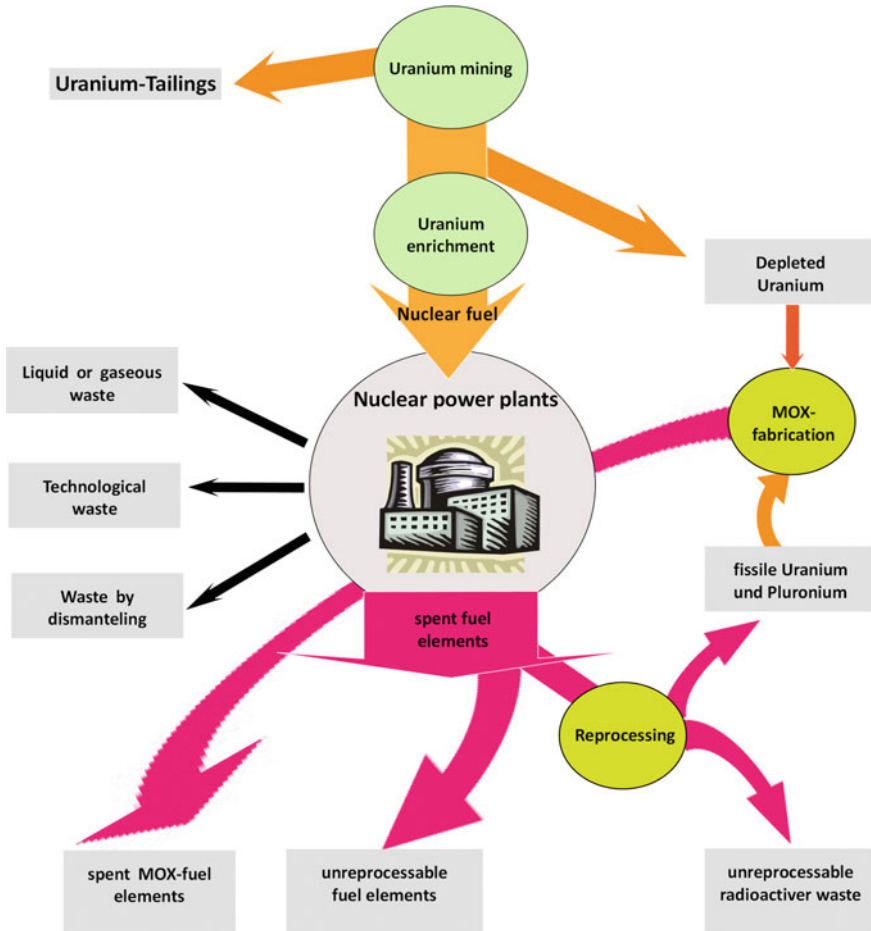 Uranium mining
Uranium-Tailings
Uranium
enrichment
Depleted
Uranium
Nuclear fuel
Liquid or gaseous
waste
Nuclear power plants
MOX-
fabrication
Technological
waste
fissile Uranium
und Pluronium
Waste by
dismanteling
spent fuel
elements
Reprocessing
spent MOX-fuel
elements
unreprocessable
fuel elements
unreprocessable
radioactiver waste